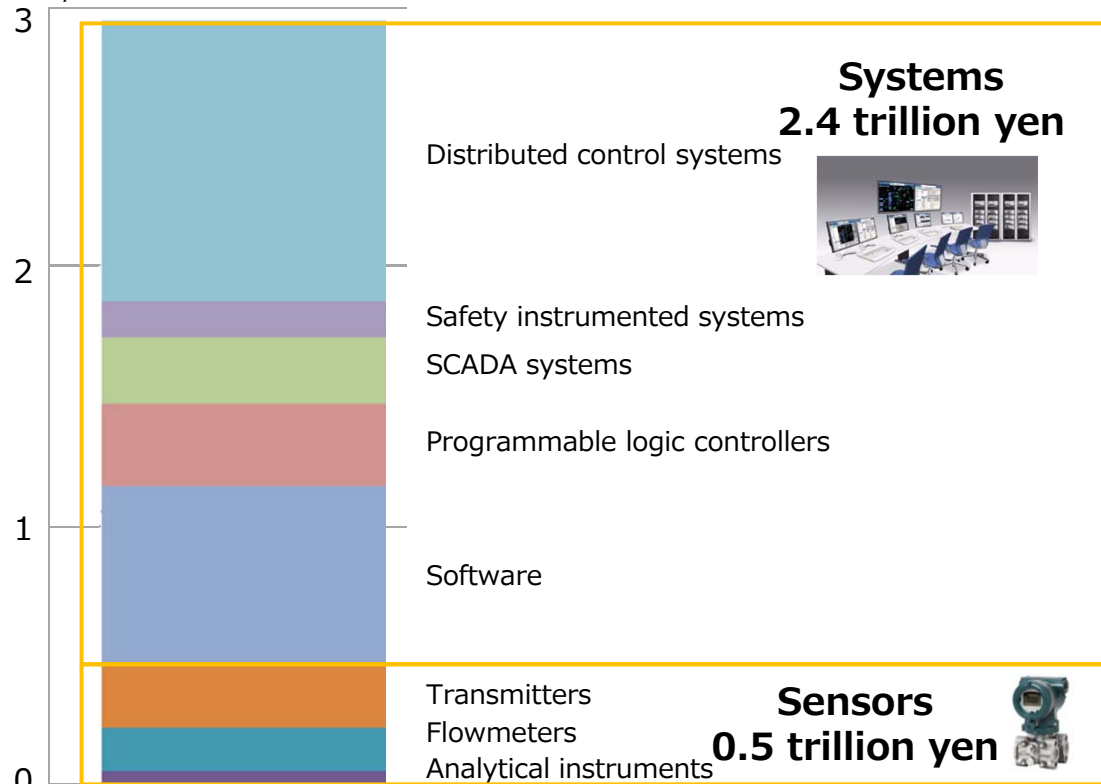 3
Systems
2.4 trillion yen
Distributed control systems
2
Safety instrumented systems
SCADA systems
Programmable logic controllers
1
Software
Transmitters
Sensors
Flowmeters
0.5 trillion yen
Analytical instruments
0